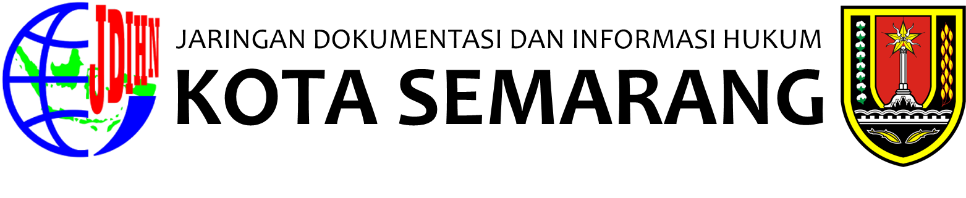 JDIHN
JARINGAN DOKUMENTASI DAN INFORMASI HUKUM
KOTA SEMARANG